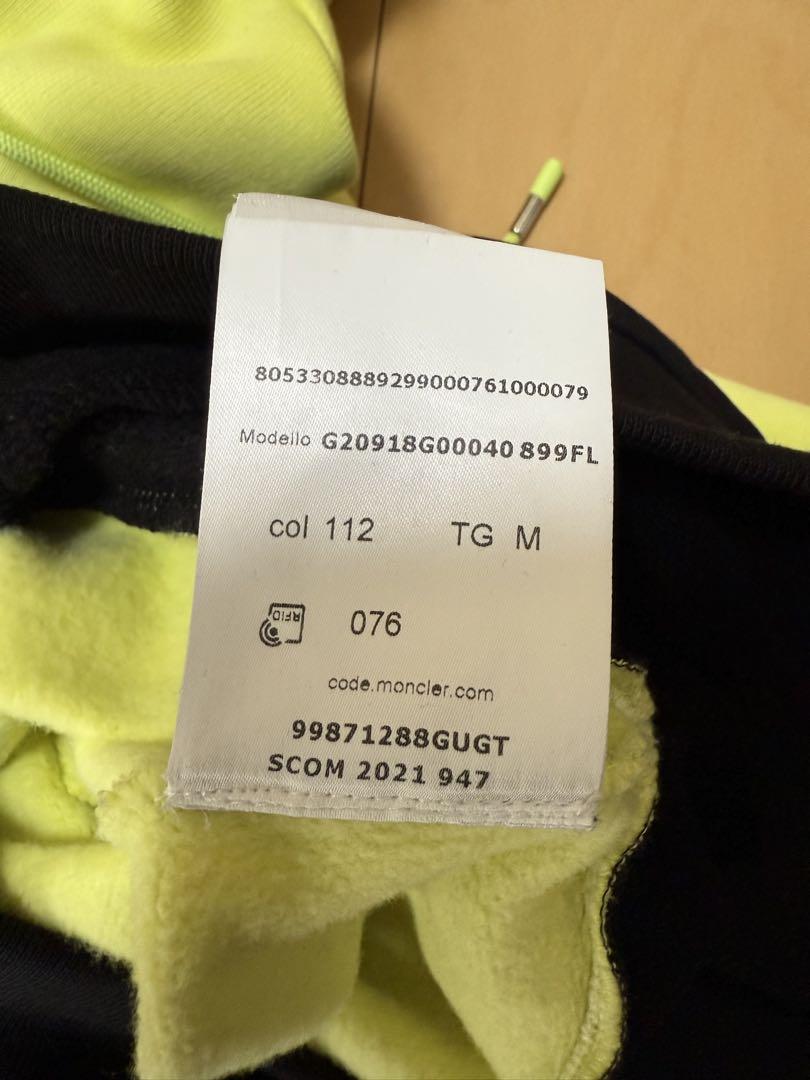 8053308889299000761000079
Modello G20918G00040 899FL
col 112 TG M
RFID 076
code.moncler.com
99871288GUGT
SCOM 2021 947